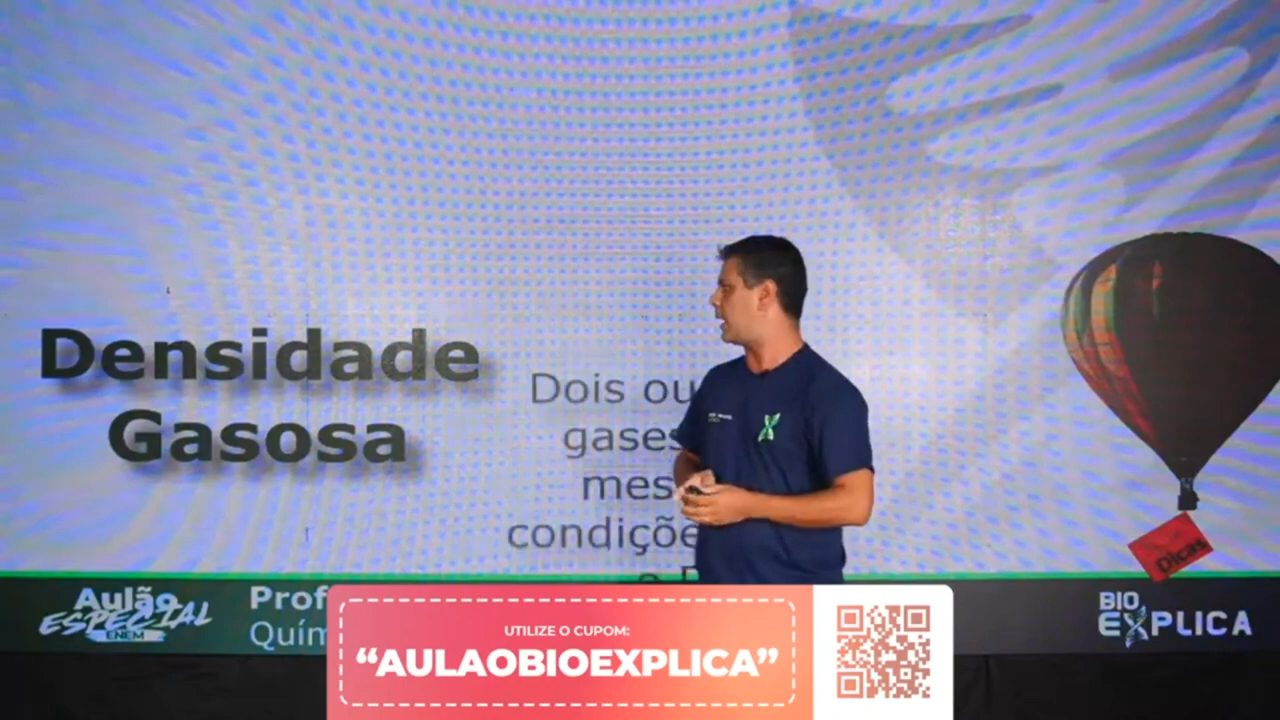 Densidade
Gasosa
Dois ou
gases
mes
condiçõe
Dicas
Aulão
ESPECIAL
ENEM
Prof
Quím
BIO
EXPLICA
UTILIZE O CUPOM:
“AULAOBIOEXPLICA”